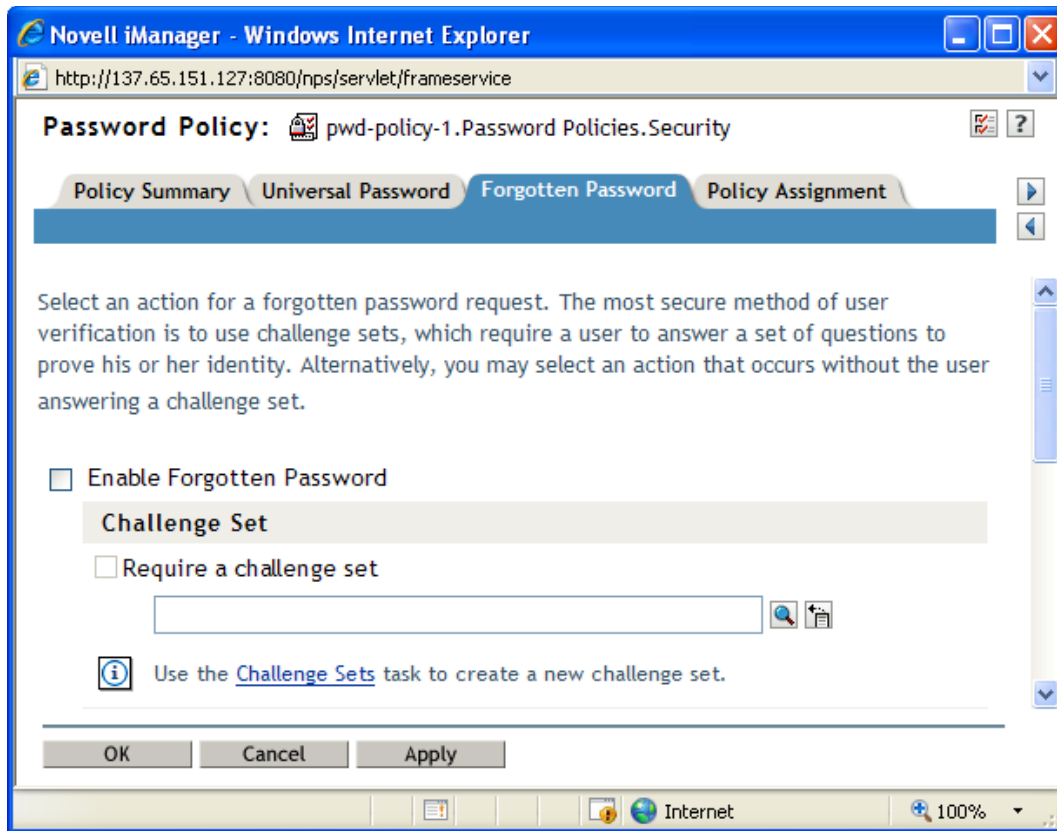 Novell iManager - Windows Internet Explorer
http://137.65.151.127:8080/nps/servlet/frameservice
Password Policy: pwd-policy-1.Password Policies.Security
?
Policy Summary Universal Password Forgotten Password Policy Assignment
Select an action for a forgotten password request. The most secure method of user
verification is to use challenge sets, which require a user to answer a set of questions to
prove his or her identity. Alternatively, you may select an action that occurs without the user
answering a challenge set.
Enable Forgotten Password
Challenge Set
Require a challenge set
Use the Challenge Sets task to create a new challenge set.
OK Cancel Apply
Internet 100%